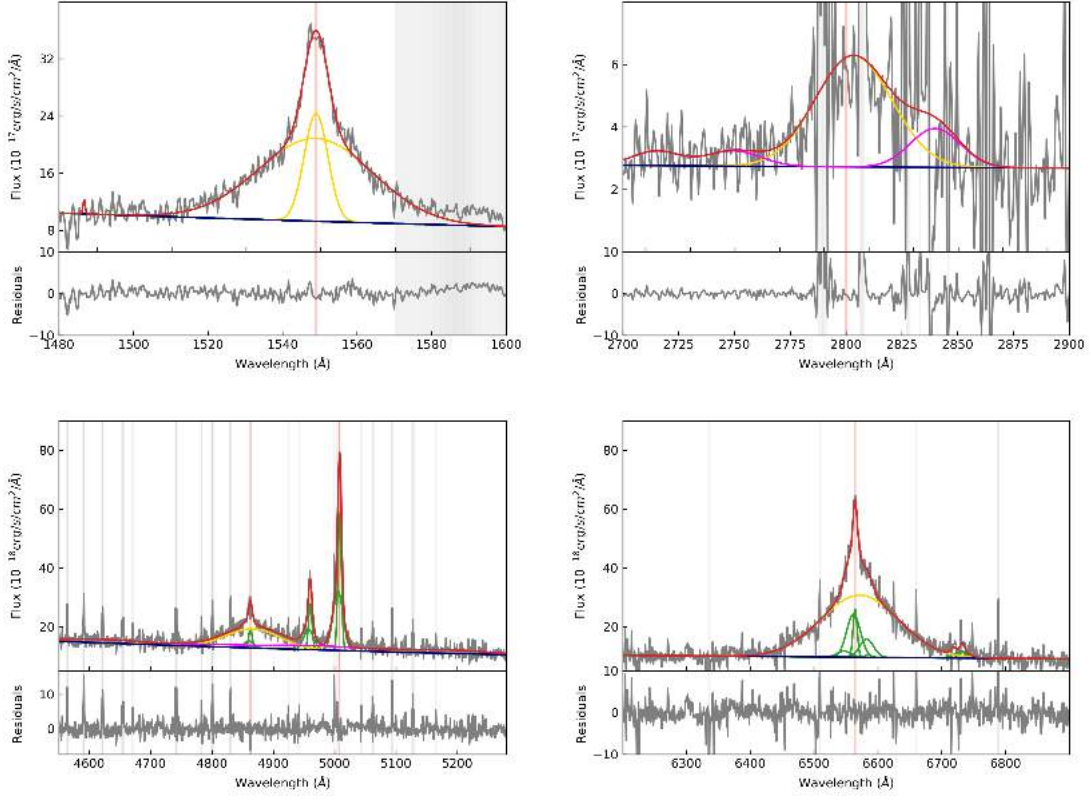 Flux (10 ¹⁷erg/s/cm²/Å)
32
24
16
8
Residuals
10
0
−10
1480 1500 1520 1540 1560 1580 1600
Wavelength (Å)
Flux (10 ¹⁷erg/s/cm²/Å)
6
4
2
Residuals
10
0
−10
2700 2725 2750 2775 2800 2825 2850 2875 2900
Wavelength (Å)
Flux (10 ¹⁸erg/s/cm²/Å)
80
60
40
20
Residuals
10
0
4600 4700 4800 4900 5000 5100 5200
Wavelength (Å)
Flux (10 ¹⁸erg/s/cm²/Å)
80
60
40
20
10
Residuals
0
−10
6300 6400 6500 6600 6700 6800
Wavelength (Å)